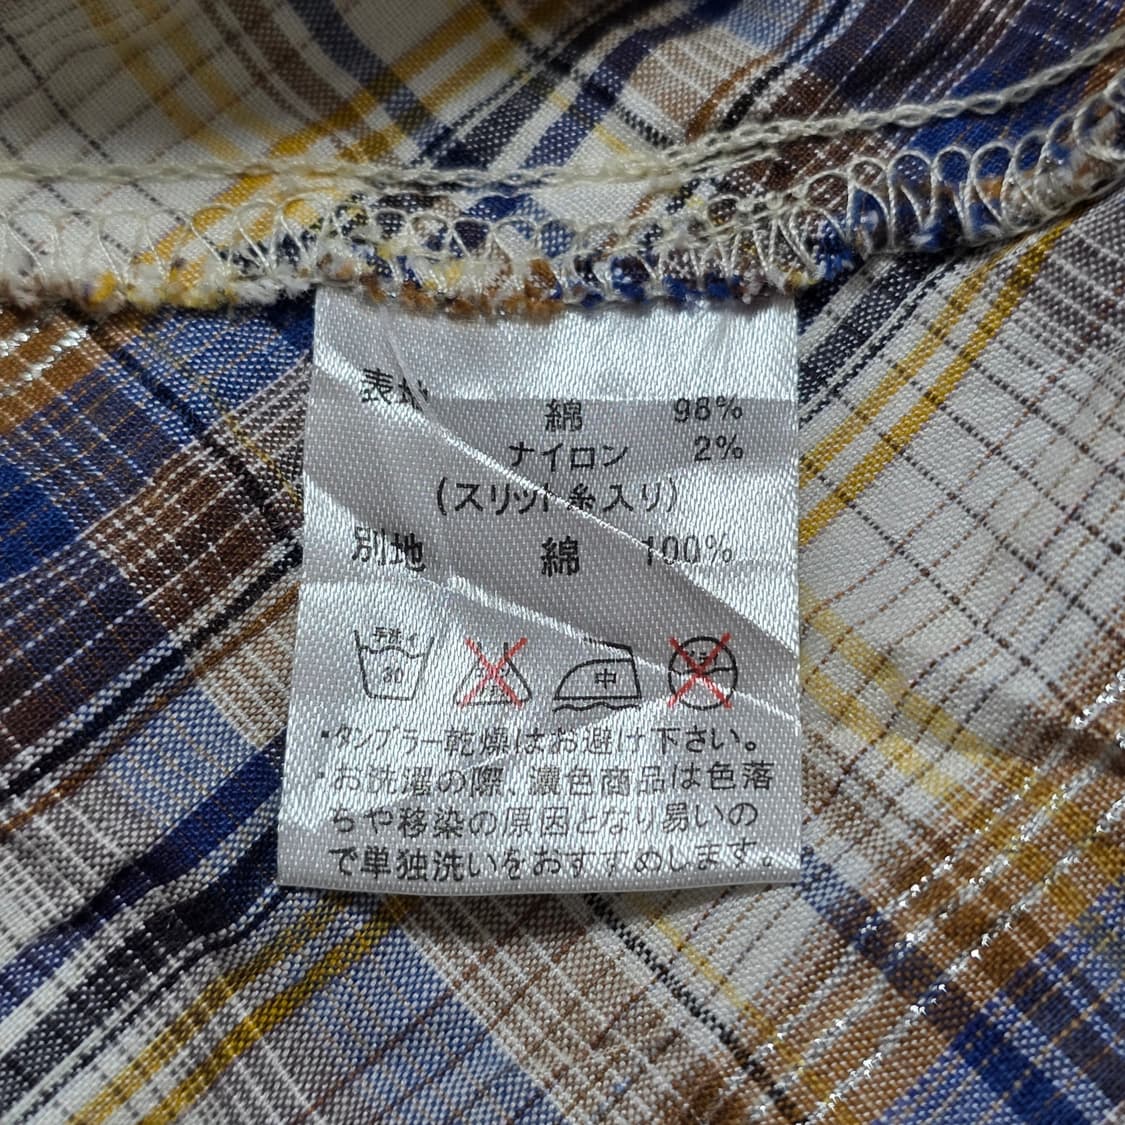 表地
綿 98%
ナイロン 2%
(スリット糸入り)
別地 綿 100%
手洗イ
30
中
・タンブラー乾燥はお避け下さい。
・お洗濯の際、濃色商品は色落
ちや移染の原因となり易いの
で単独洗いをおすすめします。